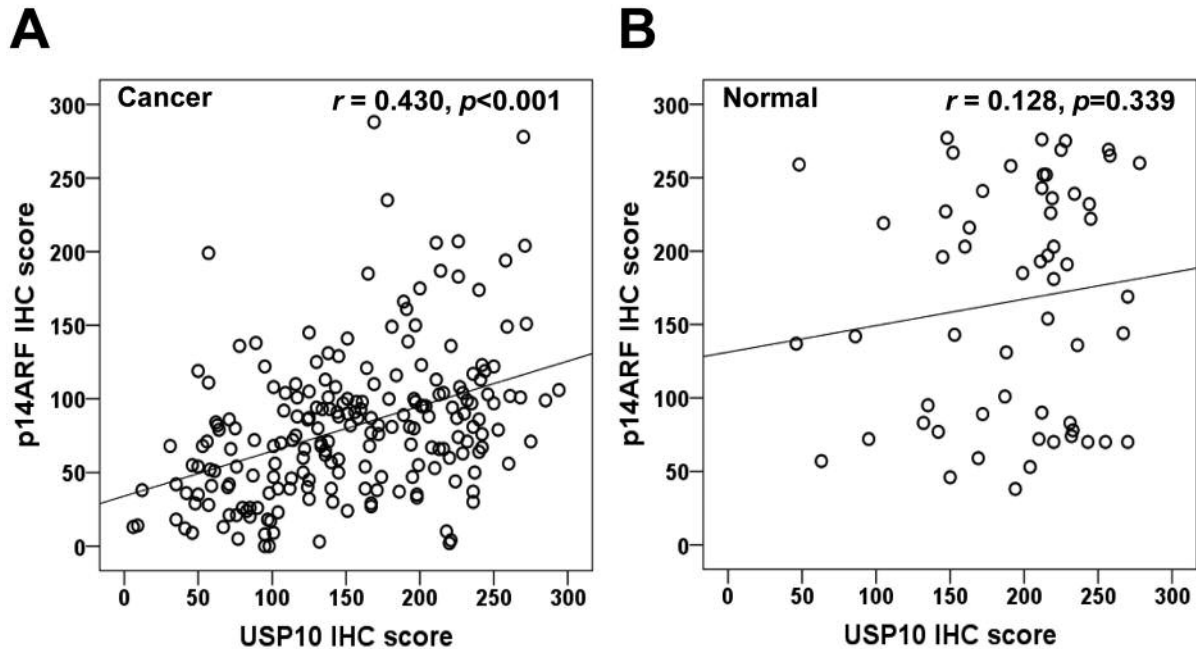 A
B
Cancer
r = 0.430, p<0.001
300
250
200
150
100
50
0
p14ARF IHC score
0 50 100 150 200 250 300
USP10 IHC score
Normal
r = 0.128, p=0.339
300
250
200
150
100
50
0
p14ARF IHC score
0 50 100 150 200 250 300
USP10 IHC score